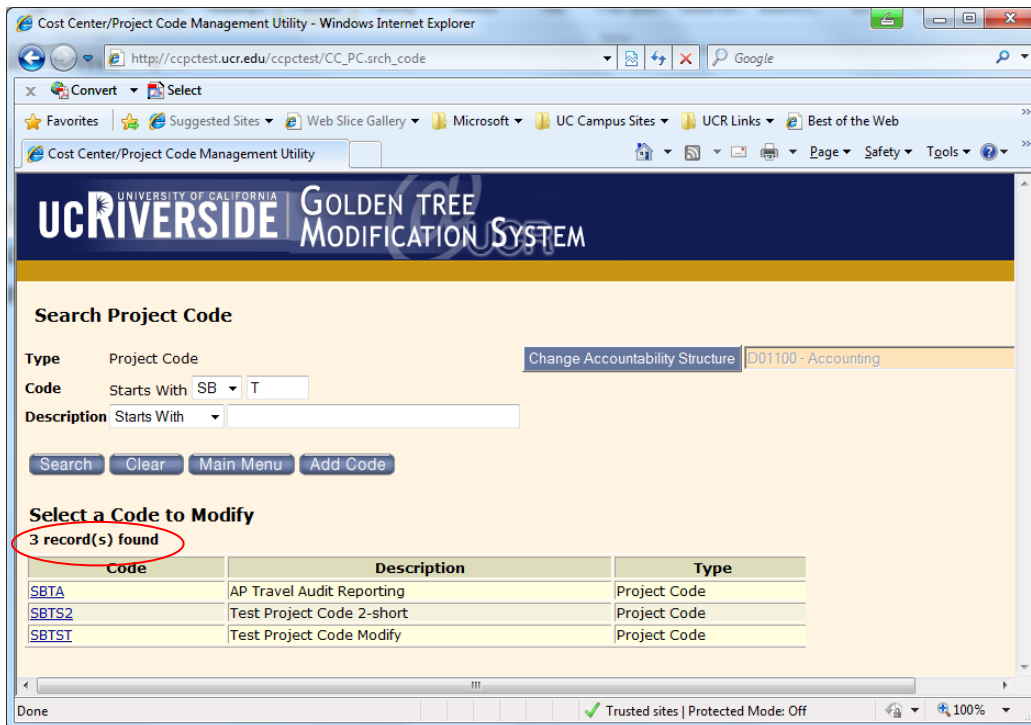 Cost Center/Project Code Management Utility - Windows Internet Explorer
http://ccpctest.ucr.edu/ccpctest/CC_PC.srch_code
Google
x Convert Select
Favorites Suggested Sites Web Slice Gallery Microsoft UC Campus Sites UCR Links Best of the Web
Cost Center/Project Code Management Utility Page Safety Tools
UNIVERSITY OF CALIFORNIA
UCRIVERSIDE
GOLDEN TREE
MODIFICATION SYSTEM
@UCR
Search Project Code
Type Project Code Change Accountability Structure D01100 - Accounting
Code Starts With SB T
Description Starts With
Search Clear Main Menu Add Code
Select a Code to Modify
3 record(s) found
Code Description Type
SBTA AP Travel Audit Reporting Project Code
SBTS2 Test Project Code 2-short Project Code
SBTST Test Project Code Modify Project Code
Done Trusted sites | Protected Mode: Off 100%